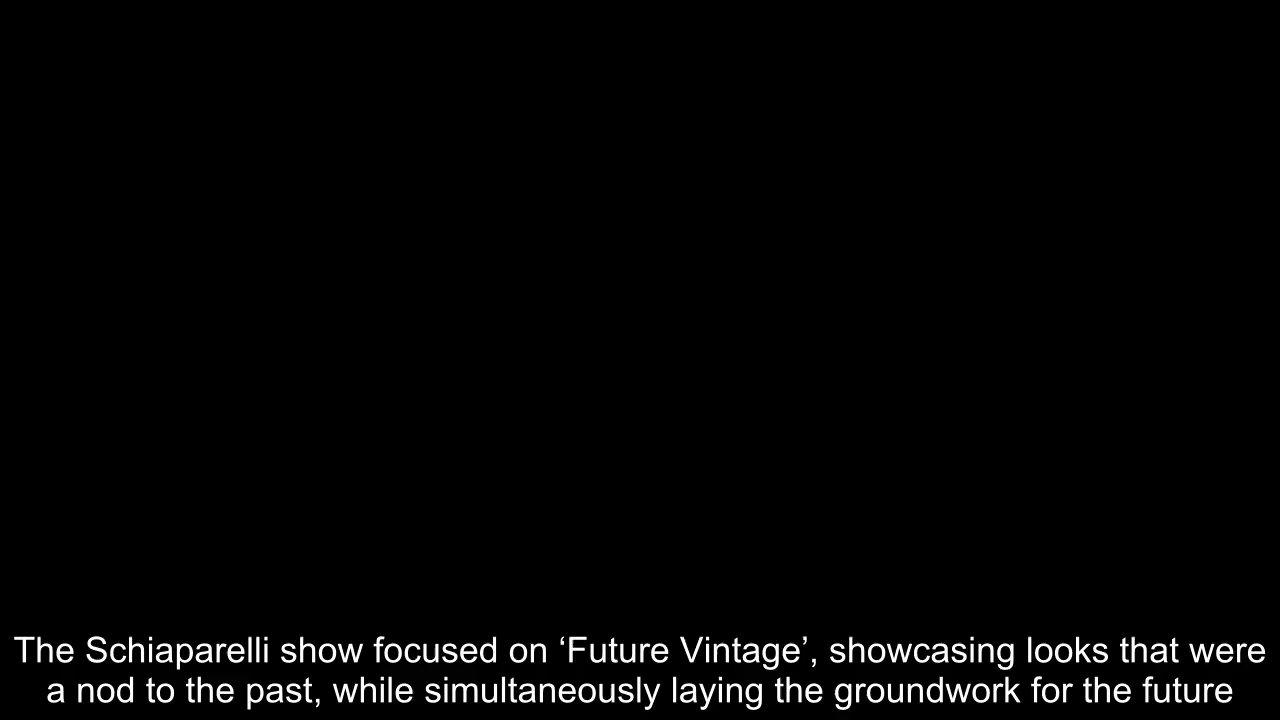 The Schiaparelli show focused on ‘Future Vintage’, showcasing looks that were
a nod to the past, while simultaneously laying the groundwork for the future